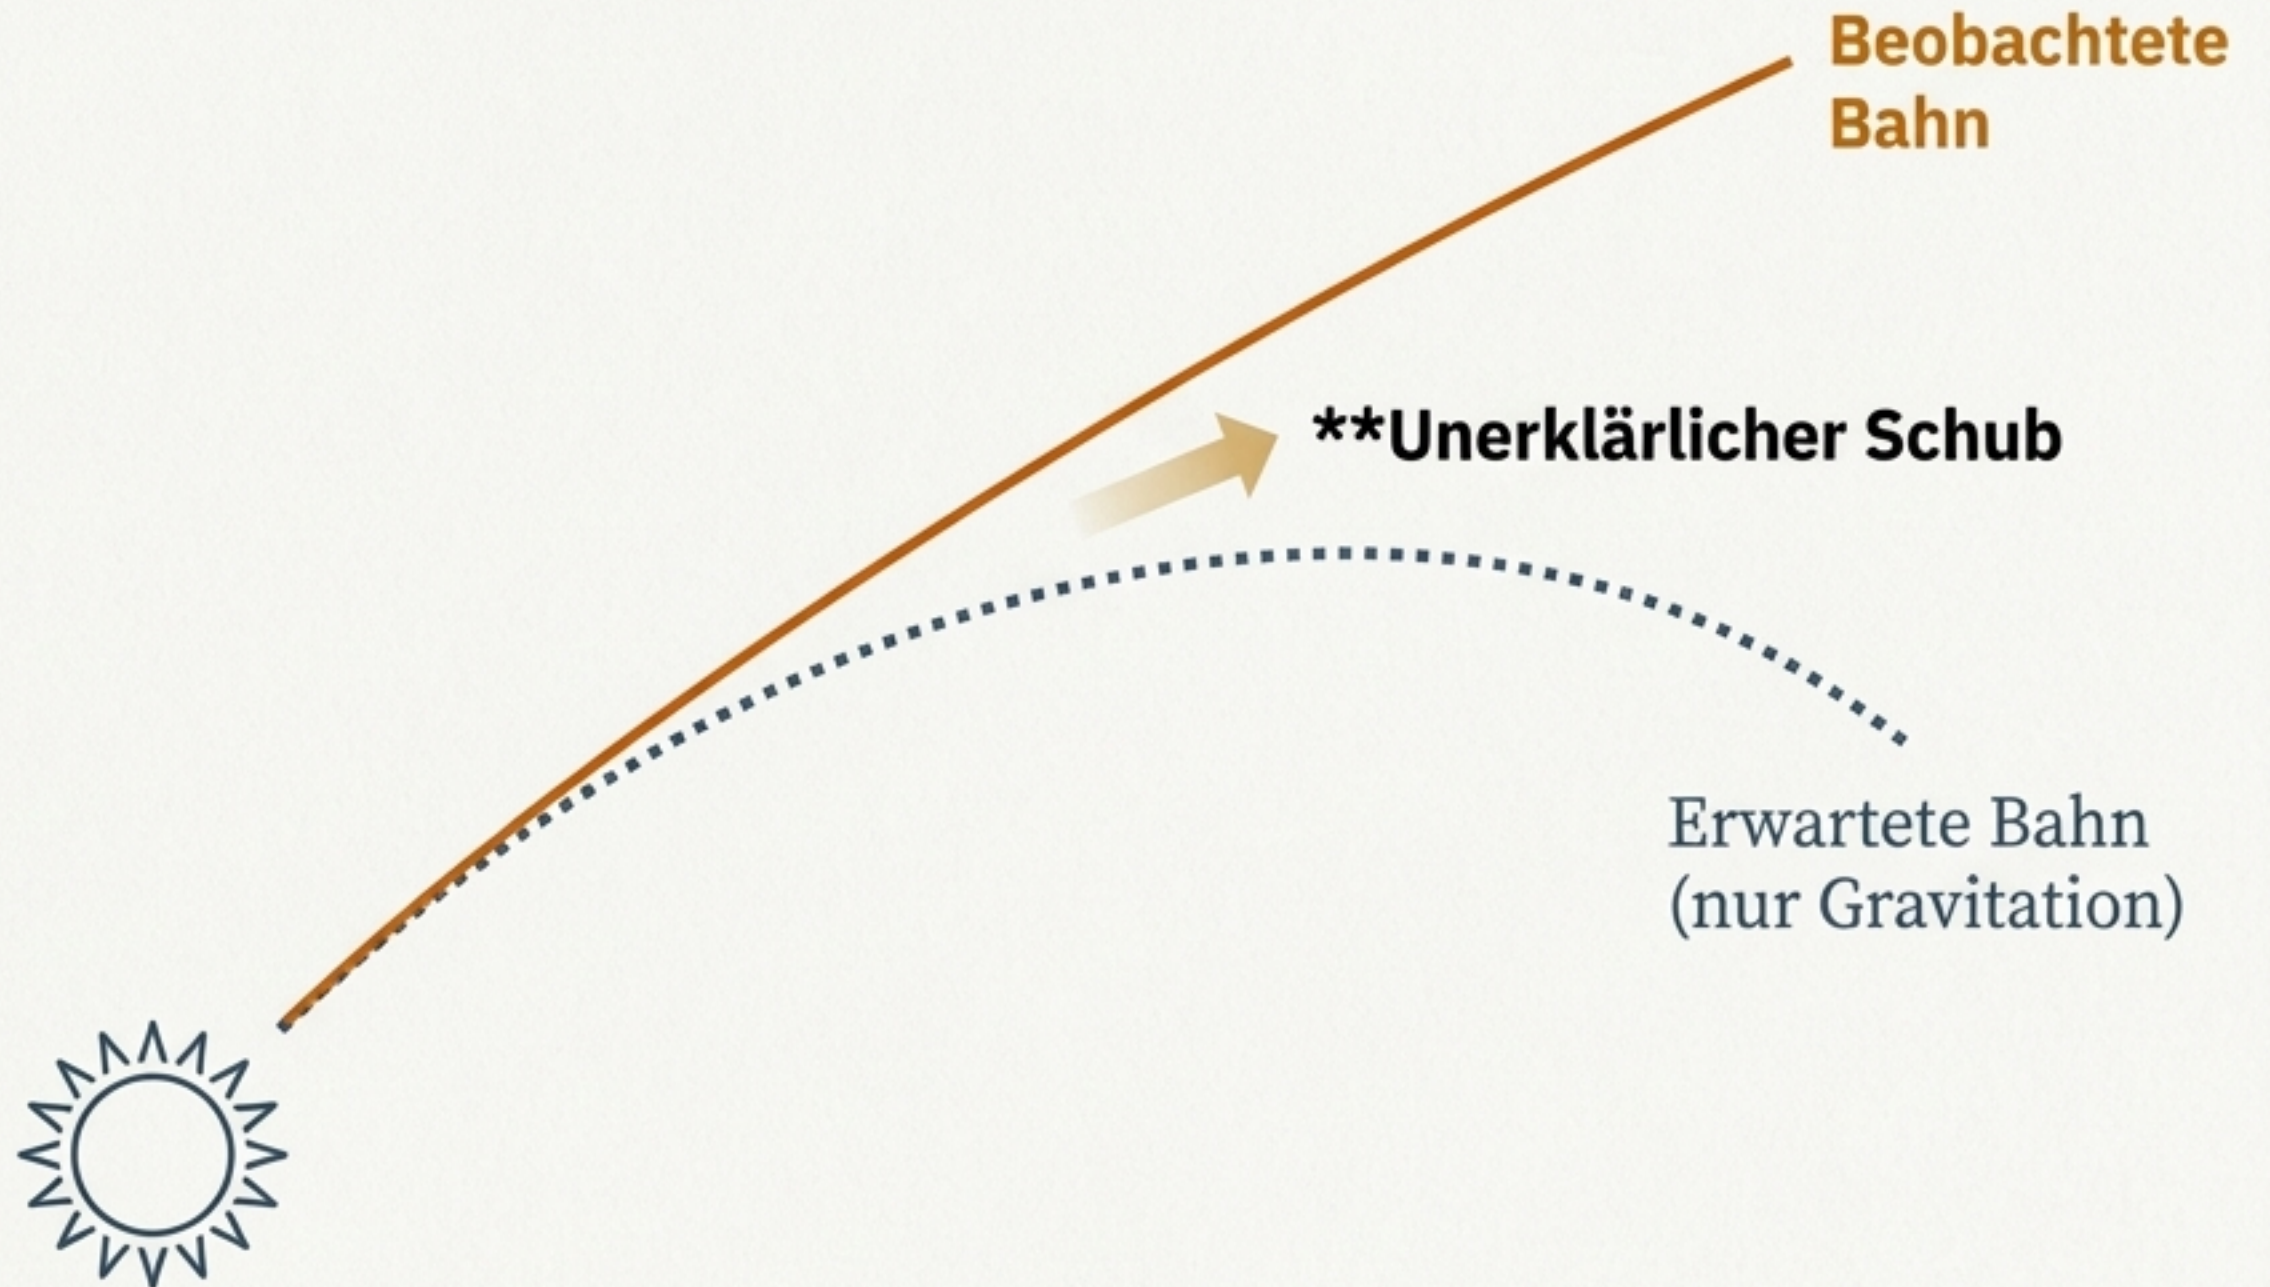 Beobachtete
Bahn
**Unerklärlicher Schub
Erwartete Bahn
(nur Gravitation)